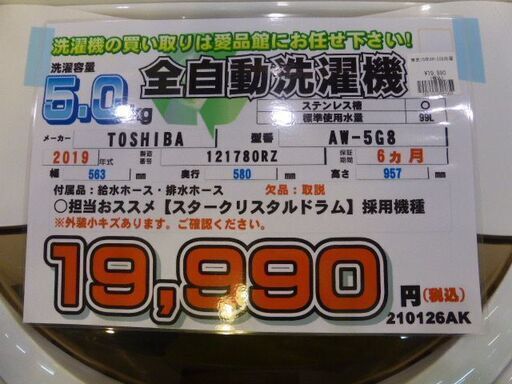 洗濯機の買い取りは愛品館にお任せ下さい!
洗濯容量
5.0kg
全自動洗濯機
¥19,990
ステンレス槽 ○
標準使用水量 99L
メーカー TOSHIBA 型番 AW-5G8
2019 年式 製造番号 121780RZ 保証期間 6カ月
幅 563 mm 奥行 580 mm 高さ 957 mm
付属品:給水ホース・排水ホース 欠品:取説
○担当おススメ【スタークリスタルドラム】採用機種
※外装小キズあります。ご確認ください。
19,990 円(税込)
210126AK